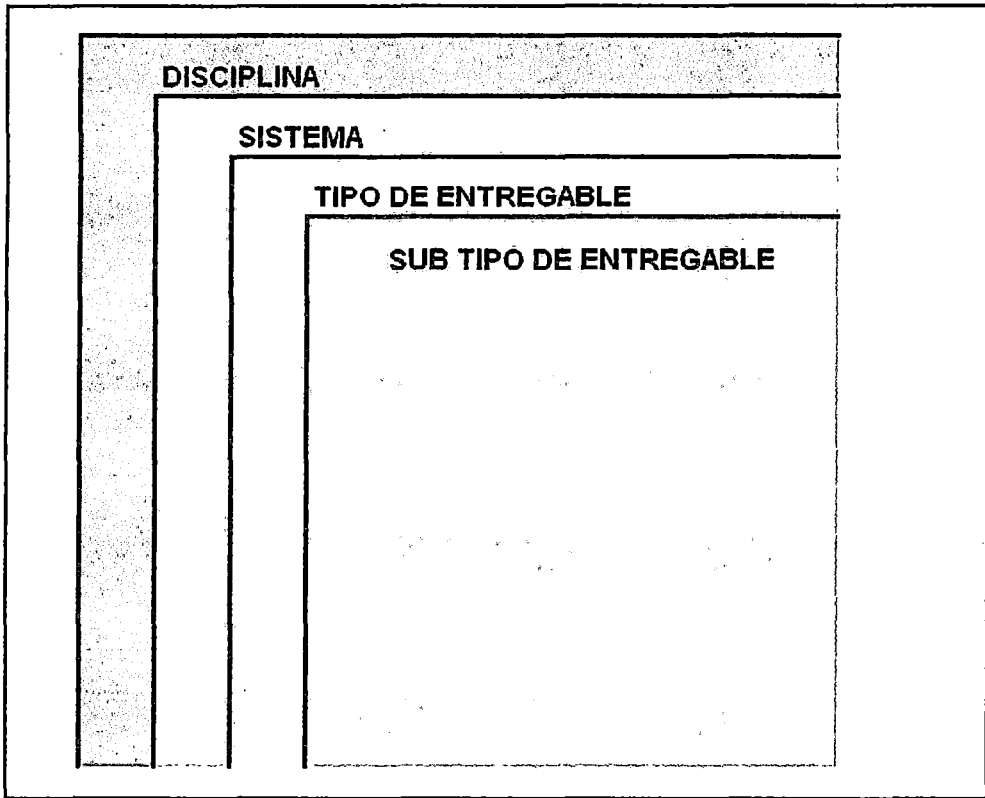 DISCIPLINA
SISTEMA
TIPO DE ENTREGABLE
SUB TIPO DE ENTREGABLE